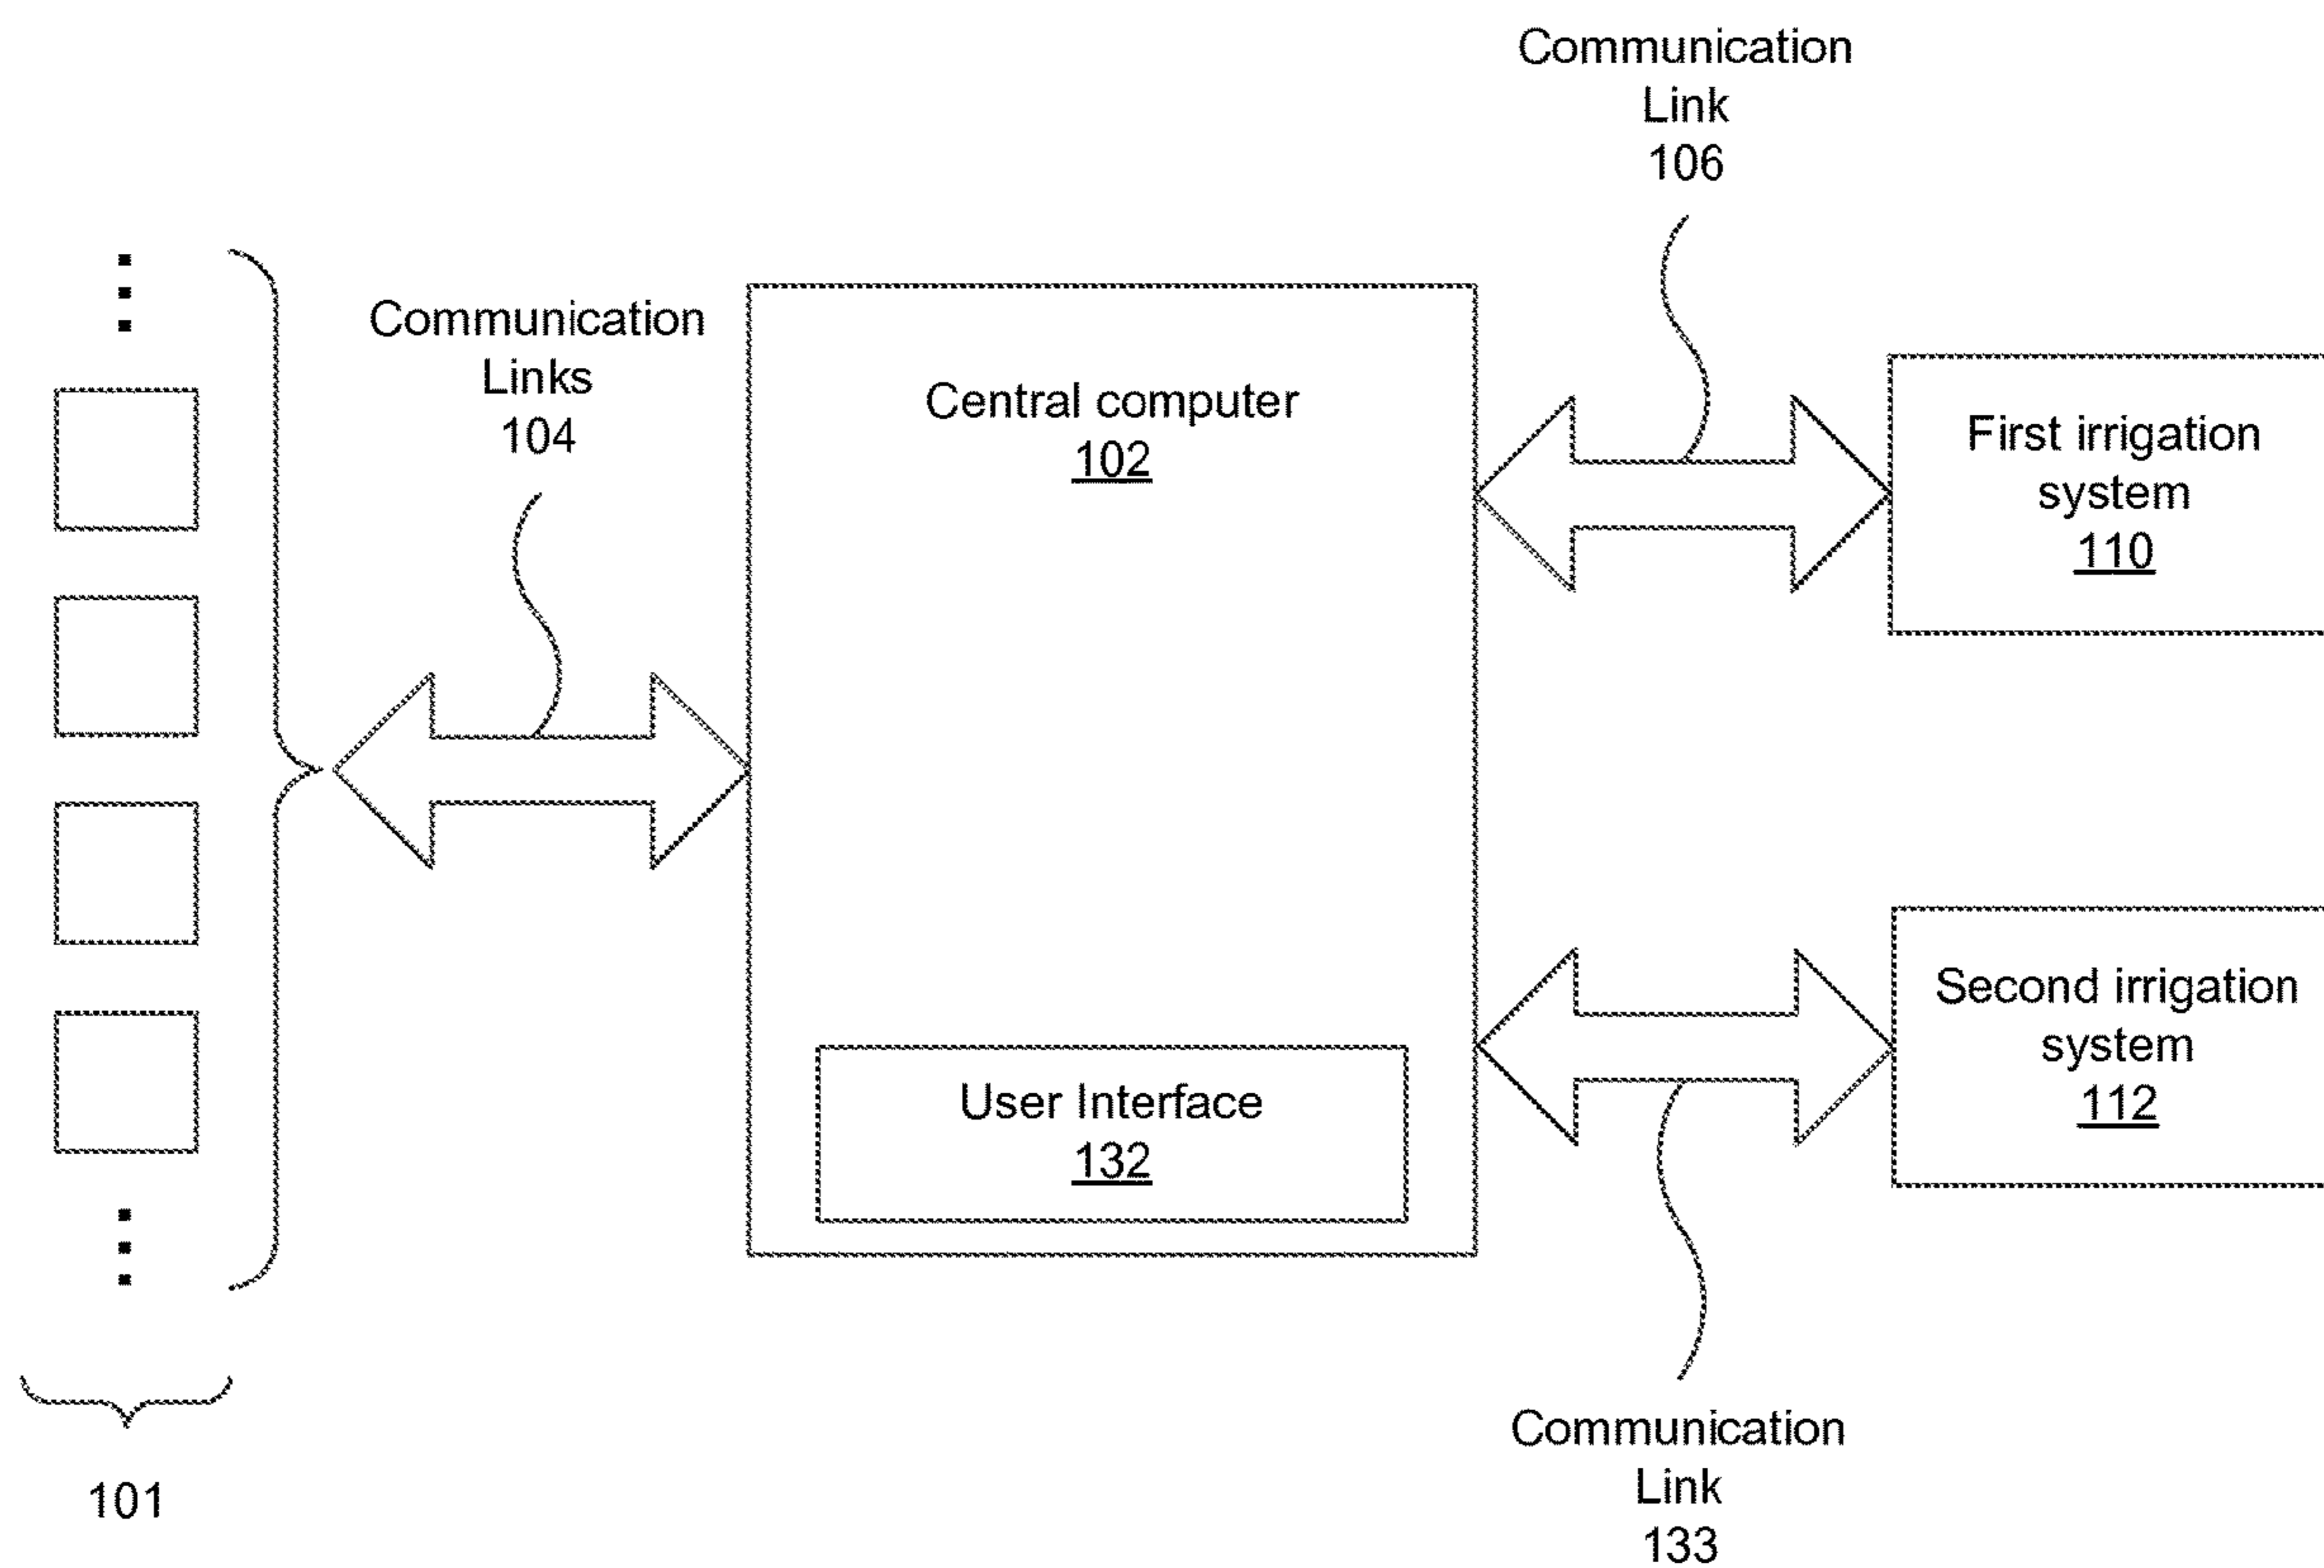 Communication
Link
106
Communication
Links
104
Central computer
102
First irrigation
system
110
Second irrigation
system
112
User Interface
132
101
Communication
Link
133